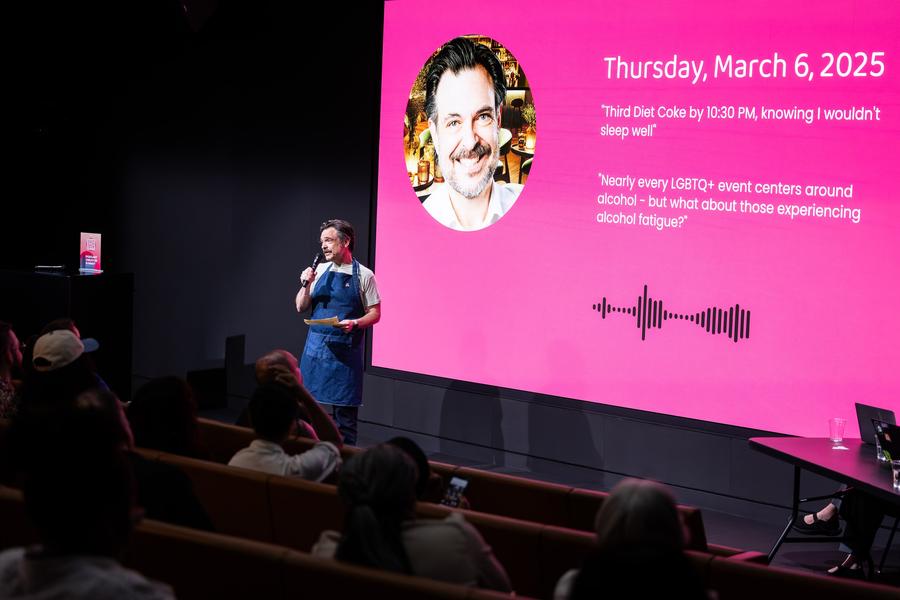 Thursday, March 6, 2025
"Third Diet Coke by 10:30 PM, knowing I wouldn't
sleep well"
"Nearly every LGBTQ+ event centers around
alcohol - but what about those experiencing
alcohol fatigue?"